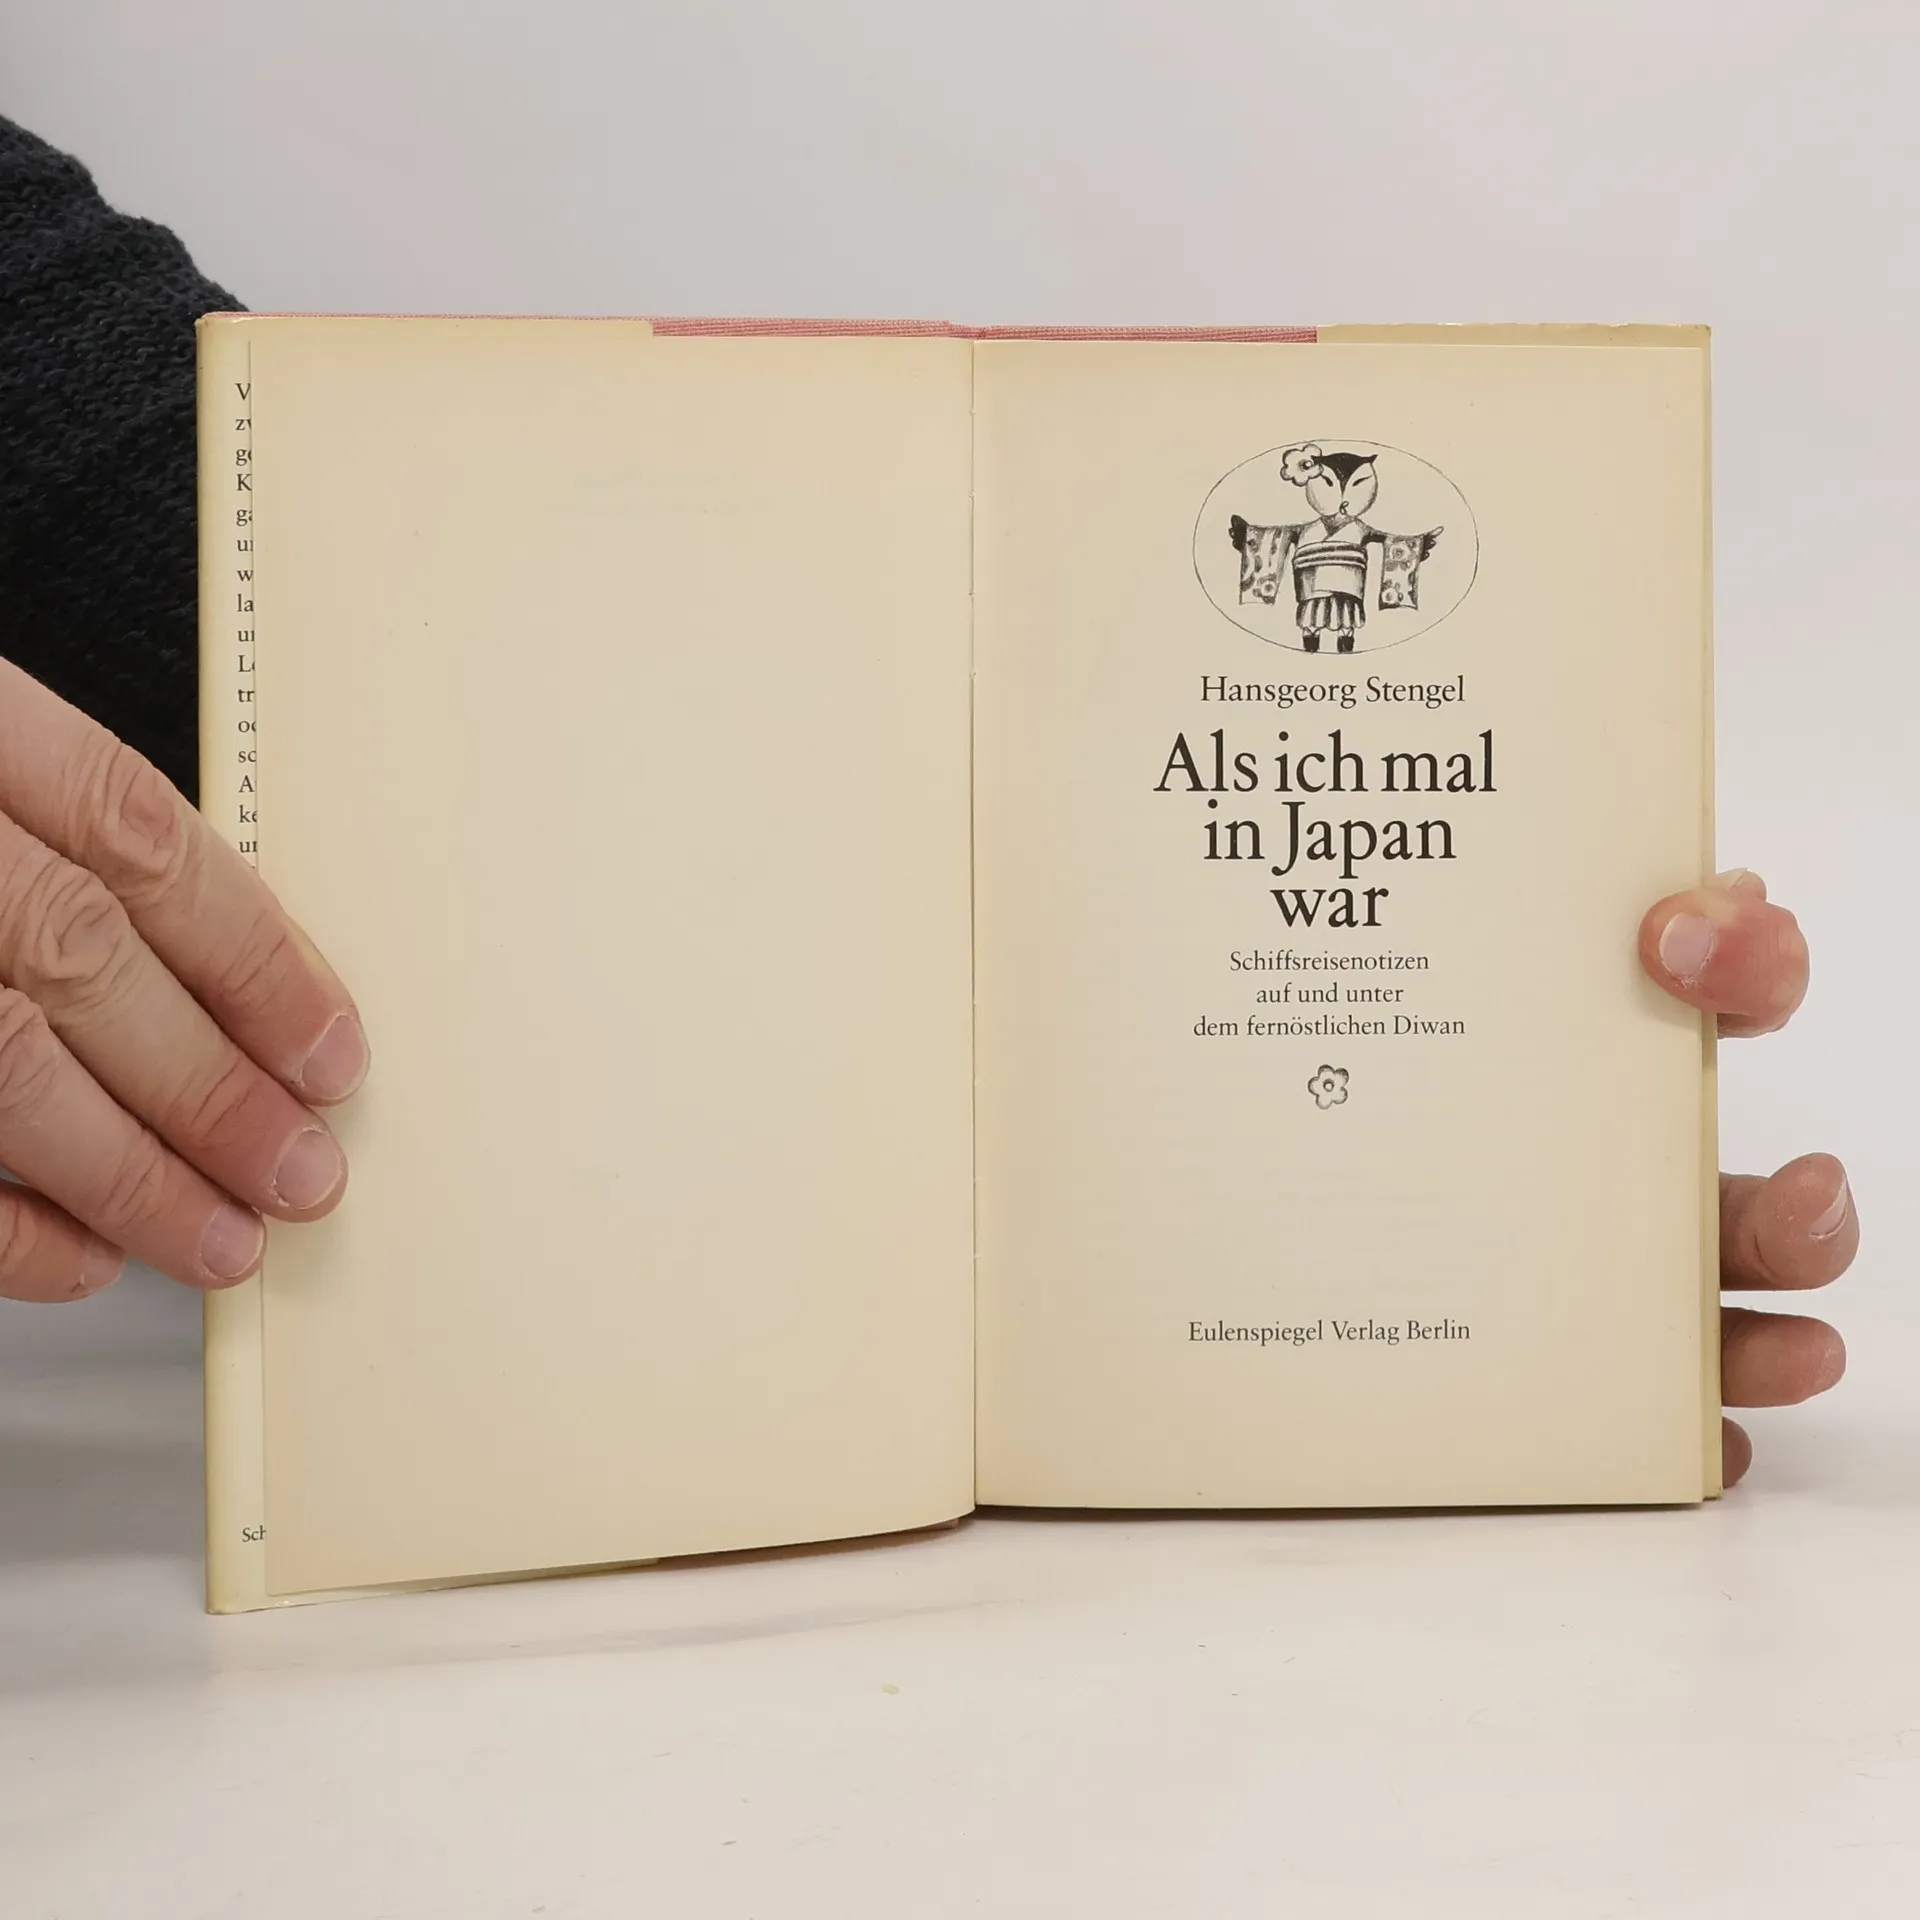 Hansgeorg Stengel
Als ich mal
in Japan
war
Schiffsreisenotizen
auf und unter
dem fernöstlichen Diwan
Eulenspiegel Verlag Berlin